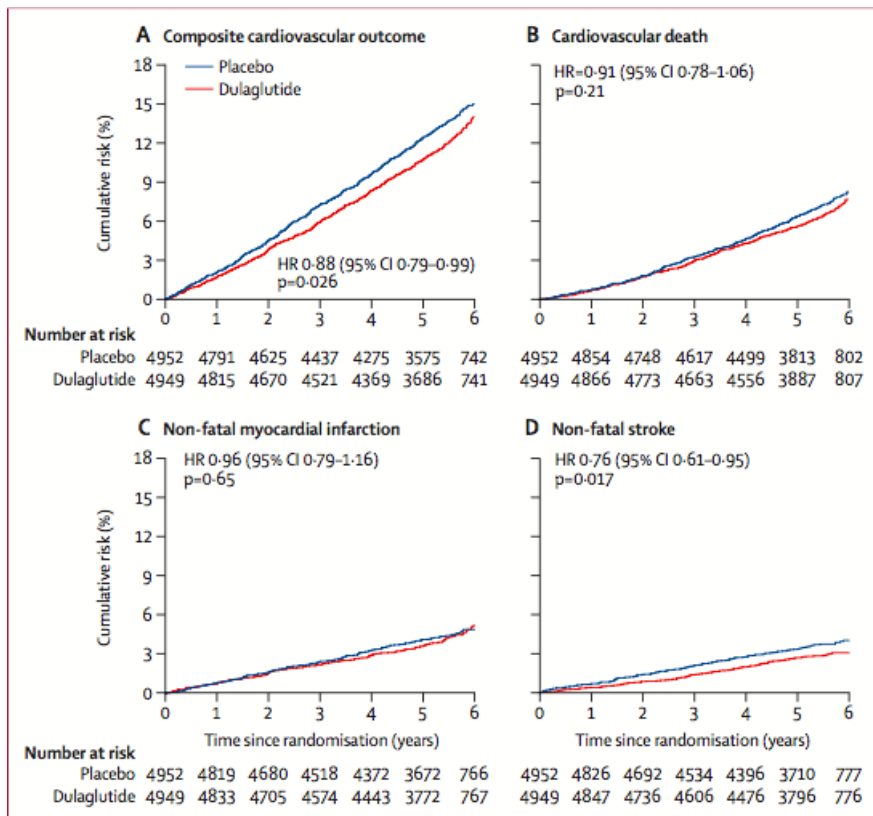 A Composite cardiovascular outcome
18
15
12
9
6
3
0
Cumulative risk (%)
Placebo
Dulaglutide
HR 0·88 (95% CI 0·79–0·99)
p=0·026
0 1 2 3 4 5 6
Number at risk
Placebo 4952 4791 4625 4437 4275 3575 742
Dulaglutide 4949 4815 4670 4521 4369 3686 741
B Cardiovascular death
HR=0·91 (95% CI 0·78–1·06)
p=0·21
0 1 2 3 4 5 6
4952 4854 4748 4617 4499 3813 802
4949 4866 4773 4663 4556 3887 807
C Non-fatal myocardial infarction
18
15
12
9
6
3
0
Cumulative risk (%)
HR 0·96 (95% CI 0·79–1·16)
p=0·65
0 1 2 3 4 5 6
Time since randomisation (years)
Number at risk
Placebo 4952 4819 4680 4518 4372 3672 766
Dulaglutide 4949 4833 4705 4574 4443 3772 767
D Non-fatal stroke
HR 0·76 (95% CI 0·61–0·95)
p=0·017
0 1 2 3 4 5 6
Time since randomisation (years)
4952 4826 4692 4534 4396 3710 777
4949 4847 4736 4606 4476 3796 776